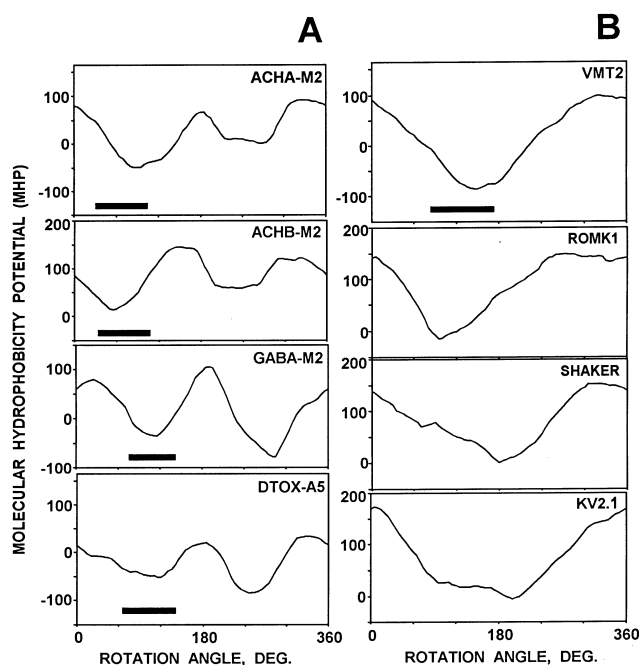 A
B
MOLECULAR HYDROPHOBICITY POTENTIAL (MHP)
ACHA-M2
100
0
-100
ACHB-M2
200
100
0
GABA-M2
100
0
-100
DTOX-A5
100
0
-100
0 180 360
ROTATION ANGLE, DEG.
VMT2
100
0
-100
ROMK1
200
100
0
SHAKER
200
100
0
KV2.1
200
100
0
0 180 360
ROTATION ANGLE, DEG.